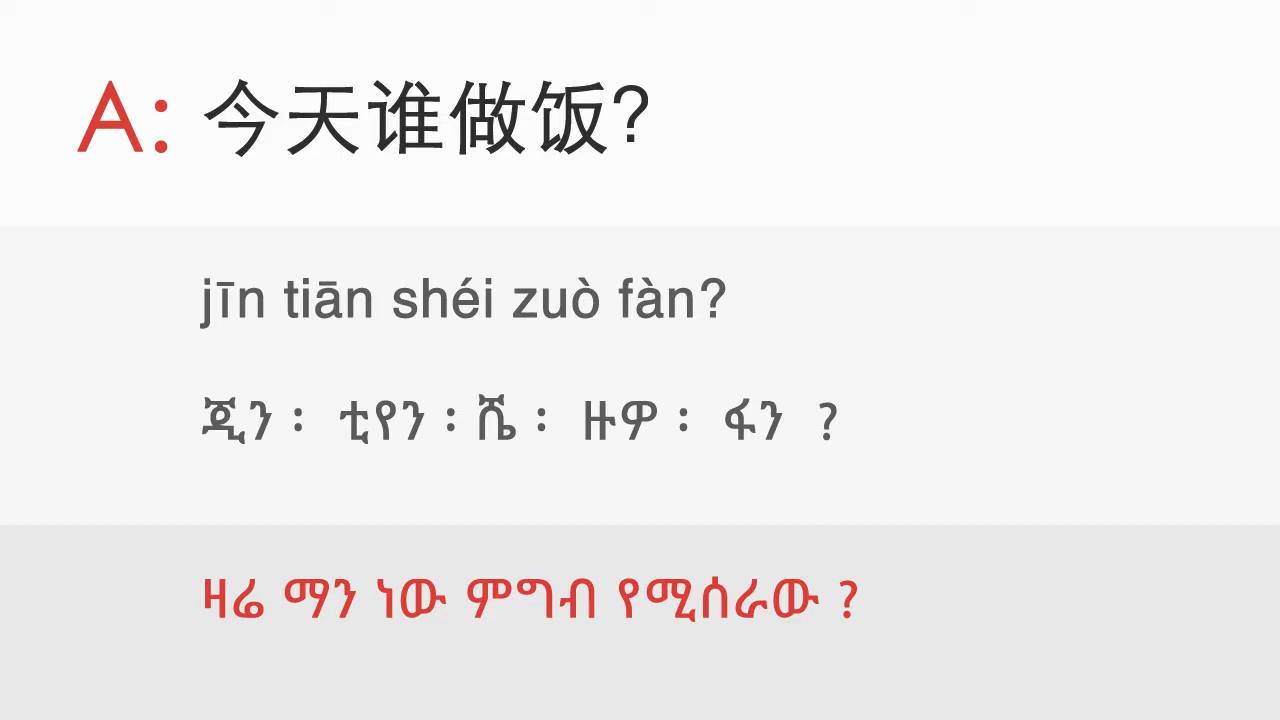 A: 今天谁做饭?
jīn tiān shéi zuò fàn?
ጂን ፡ ቲየን ፡ ሼ ፡ ዙዎ ፡ ፋን ?
ዛሬ ማን ነው ምግብ የሚሰራው ?